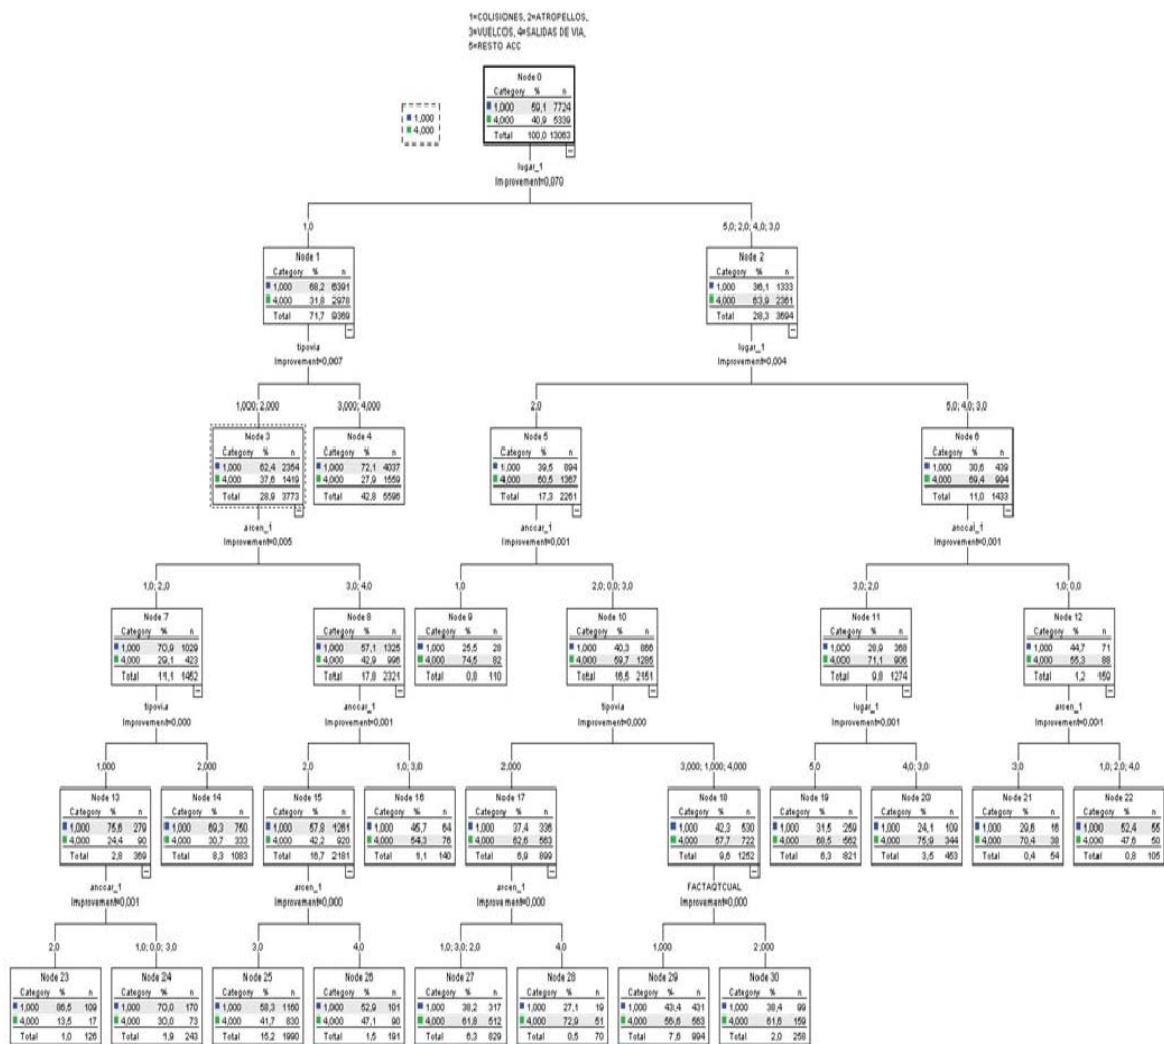 1=COLISIONES, 2=ATROPELLOS,
3=VUELCOS, 4=SALIDAS DE VIA,
5=RESTO ACC
1,000
4,000
Node 0
Category % n
1,000 59,1 7724
4,000 40,9 5339
Total 100,0 13063
lugar_1
Improvement=0,070
1,0
5,0; 2,0; 4,0; 3,0
Node 1
Category % n
1,000 68,2 6391
4,000 31,8 2978
Total 71,7 9369
tipovia
Improvement=0,007
Node 2
Category % n
1,000 36,1 1333
4,000 63,9 2361
Total 28,3 3694
lugar_1
Improvement=0,004
1,000; 2,000
3,000; 4,000
2,0
5,0; 4,0; 3,0
Node 3
Category % n
1,000 62,4 2354
4,000 37,6 1419
Total 28,9 3773
arcen_1
Improvement=0,005
Node 4
Category % n
1,000 72,1 4037
4,000 27,9 1559
Total 42,8 5596
Node 5
Category % n
1,000 39,5 894
4,000 60,5 1367
Total 17,3 2261
anccar_1
Improvement=0,001
Node 6
Category % n
1,000 30,6 439
4,000 69,4 994
Total 11,0 1433
anccal_1
Improvement=0,001
1,0; 2,0
3,0; 4,0
1,0
2,0; 0,0; 3,0
3,0; 2,0
1,0; 0,0
Node 7
Category % n
1,000 70,9 1029
4,000 29,1 423
Total 11,1 1452
tipovia
Improvement=0,000
Node 8
Category % n
1,000 57,1 1325
4,000 42,9 996
Total 17,8 2321
anccar_1
Improvement=0,001
Node 9
Category % n
1,000 25,5 28
4,000 74,5 82
Total 0,8 110
Node 10
Category % n
1,000 40,3 866
4,000 59,7 1285
Total 16,5 2151
tipovia
Improvement=0,000
Node 11
Category % n
1,000 28,9 368
4,000 71,1 906
Total 9,8 1274
lugar_1
Improvement=0,001
Node 12
Category % n
1,000 44,7 71
4,000 55,3 88
Total 1,2 159
arcen_1
Improvement=0,001
1,000
2,000
2,0
1,0; 3,0
2,000
3,000; 1,000; 4,000
5,0
4,0; 3,0
3,0
1,0; 2,0; 4,0
Node 13
Category % n
1,000 75,6 279
4,000 24,4 90
Total 2,8 369
anccar_1
Improvement=0,001
Node 14
Category % n
1,000 69,3 750
4,000 30,7 333
Total 8,3 1083
Node 15
Category % n
1,000 57,8 1261
4,000 42,2 920
Total 16,7 2181
arcen_1
Improvement=0,000
Node 16
Category % n
1,000 45,7 64
4,000 54,3 76
Total 1,1 140
Node 17
Category % n
1,000 37,4 336
4,000 62,6 563
Total 6,9 899
arcen_1
Improvement=0,000
Node 18
Category % n
1,000 42,3 530
4,000 57,7 722
Total 9,6 1252
FACTAQTCUAL
Improvement=0,000
Node 19
Category % n
1,000 31,5 259
4,000 68,5 562
Total 6,3 821
Node 20
Category % n
1,000 24,1 109
4,000 75,9 344
Total 3,5 453
Node 21
Category % n
1,000 29,6 16
4,000 70,4 38
Total 0,4 54
Node 22
Category % n
1,000 52,4 55
4,000 47,6 50
Total 0,8 105
2,0
1,0; 0,0; 3,0
3,0
4,0
1,0; 3,0; 2,0
4,0
1,000
2,000
Node 23
Category % n
1,000 86,5 109
4,000 13,5 17
Total 1,0 126
Node 24
Category % n
1,000 70,0 170
4,000 30,0 73
Total 1,9 243
Node 25
Category % n
1,000 58,3 1160
4,000 41,7 830
Total 15,2 1990
Node 26
Category % n
1,000 52,9 101
4,000 47,1 90
Total 1,5 191
Node 27
Category % n
1,000 38,2 317
4,000 61,8 512
Total 6,3 829
Node 28
Category % n
1,000 27,1 19
4,000 72,9 51
Total 0,5 70
Node 29
Category % n
1,000 43,4 431
4,000 56,6 563
Total 7,6 994
Node 30
Category % n
1,000 38,4 99
4,000 61,6 159
Total 2,0 258